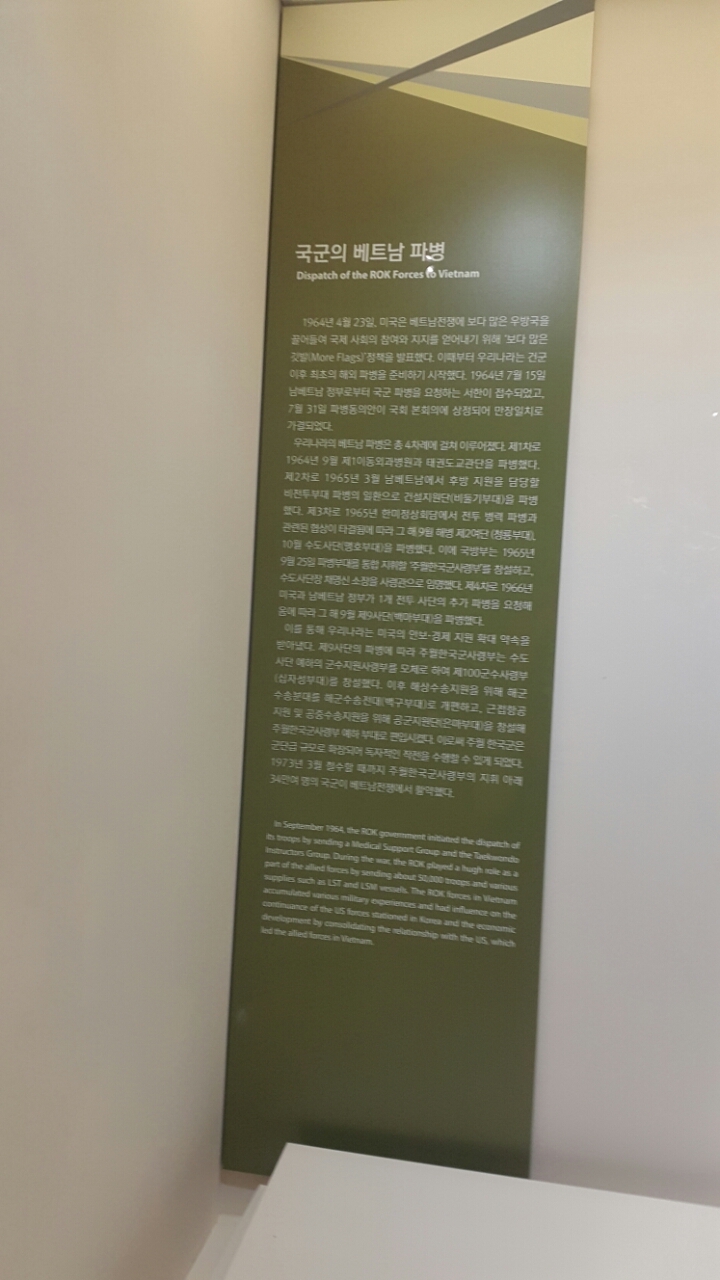 국군의 베트남 파병
Dispatch of the ROK Forces to Vietnam
1964년 4월 23일, 미국은 베트남전쟁에 보다 많은 우방국을
끌어들여 국제 사회의 참여와 지지를 얻어내기 위해 '보다 많은
깃발(More Flags)'정책을 발표했다. 이때부터 우리나라는 건군
이후 최초의 해외 파병을 준비하기 시작했다. 1964년 7월 15일
남베트남 정부로부터 국군 파병을 요청하는 서한이 접수되었고,
7월 31일 파병동의안이 국회 본회의에 상정되어 만장일치로
가결되었다.
우리나라의 베트남 파병은 총 4차례에 걸쳐 이루어졌다. 제1차로
1964년 9월 제1이동외과병원과 태권도교관단을 파병했다.
제2차로 1965년 3월 남베트남에서 후방 지원을 담당할
비전투부대 파병의 일환으로 건설지원단(비둘기부대)을 파병
했다. 제3차로 1965년 한미정상회담에서 전투 병력 파병과
관련된 협상이 타결됨에 따라 그 해 9월 해병 제2여단 (청룡부대),
10월 수도사단(맹호부대)을 파병했다. 이에 국방부는 1965년
9월 25일 파병부대를 통합 지휘할 '주월한국군사령부'를 창설하고,
수도사단장 채명신 소장을 사령관으로 임명했다. 제4차로 1966년
미국과 남베트남 정부가 1개 전투 사단의 추가 파병을 요청해
옴에 따라 그 해 9월 제9사단(백마부대)을 파병했다.
이를 통해 우리나라는 미국의 안보·경제 지원 확대 약속을
받아냈다. 제9사단의 파병에 따라 주월한국군사령부는 수도
사단 예하의 군수지원사령부를 모체로 하여 제100군수사령부
(십자성부대)를 창설했다. 이후 해상수송지원을 위해 해군
수송분대를 해군수송전대(백구부대)로 개편하고, 근접항공
지원 및 공중수송지원을 위해 공군지원단(은마부대)을 창설해
주월한국군사령부 예하 부대로 편입시켰다. 이로써 주월 한국군은
군단급 규모로 확장되어 독자적인 작전을 수행할 수 있게 되었다.
1973년 3월 철수할 때까지 주월한국군사령부의 지휘 아래
34만여 명의 국군이 베트남전쟁에서 활약했다.
In September 1964, the ROK government initiated the dispatch of
its troops by sending a Medical Support Group and the Taekwondo
Instructors Group. During the war, the ROK played a hugh role as a
part of the allied forces by sending about 50,000 troops and various
supplies such as LST and LSM vessels. The ROK forces in Vietnam
accumulated various military experiences and had influence on the
continuance of the US forces stationed in Korea and the economic
development by consolidating the relationship with the US, which
led the allied forces in Vietnam.